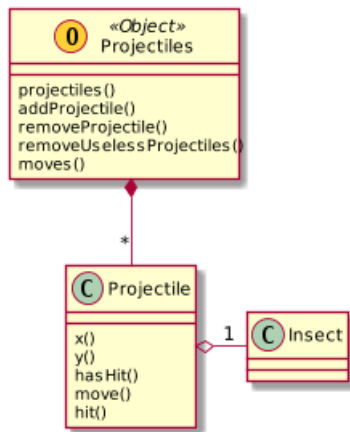 O «Object»
Projectiles
projectiles()
addProjectile()
removeProjectile()
removeUselessProjectiles()
moves()
*
C Projectile
x()
y()
hasHit()
move()
hit()
1
C Insect